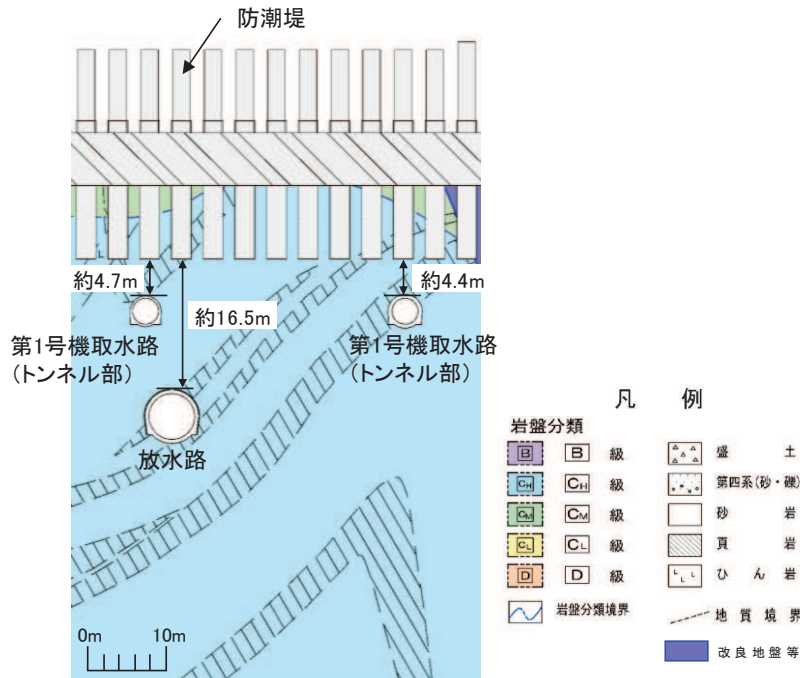 防潮堤
約4.7m
約4.4m
約16.5m
第1号機取水路
(トンネル部)
第1号機取水路
(トンネル部)
放水路
0m 10m
凡 例
岩盤分類
B B 級
CH CH 級
CM CM 級
CL CL 級
D D 級
岩盤分類境界
盛 土
第四系(砂・礫)
砂 岩
頁 岩
ひ ん 岩
地 質 境 界
改 良 地 盤 等